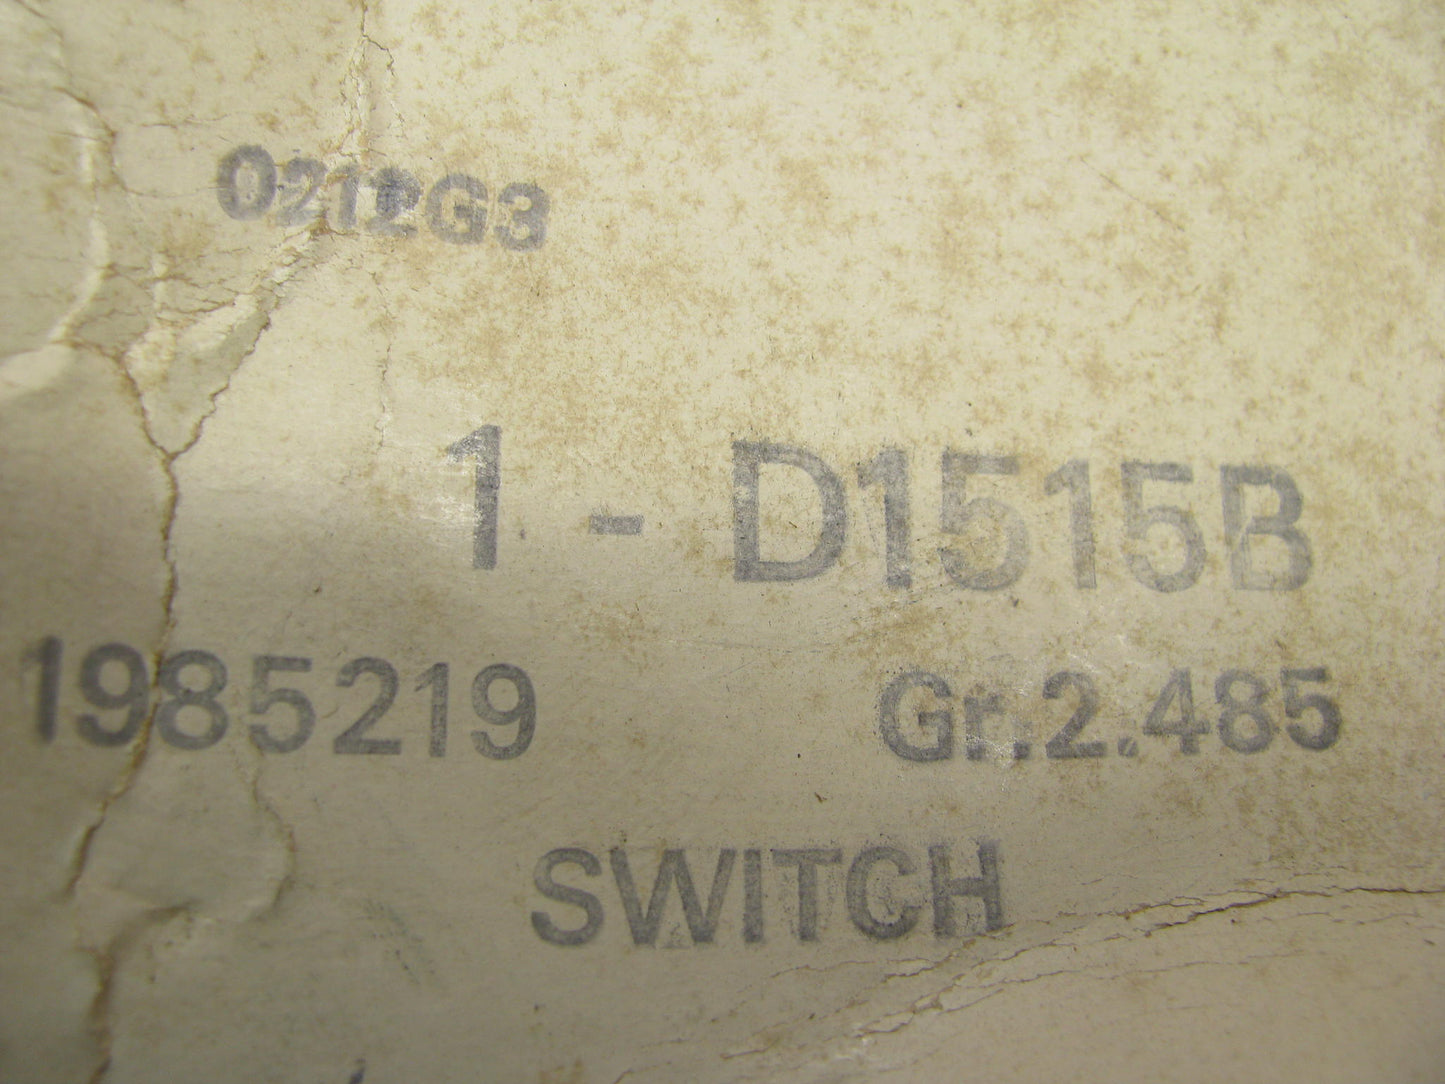 0212G3
1 - D1515B
1985219 Gr.2.485
SWITCH